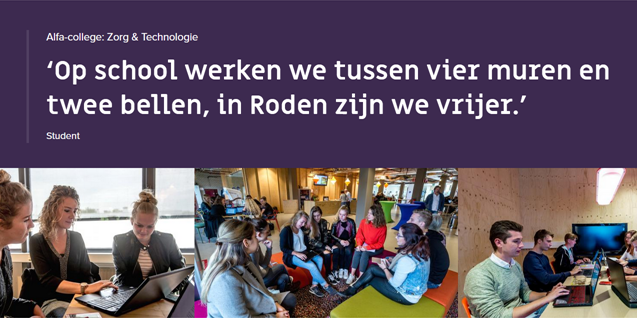 Alfa-college: Zorg & Technologie
‘Op school werken we tussen vier muren en
twee bellen, in Roden zijn we vrijer.’
Student